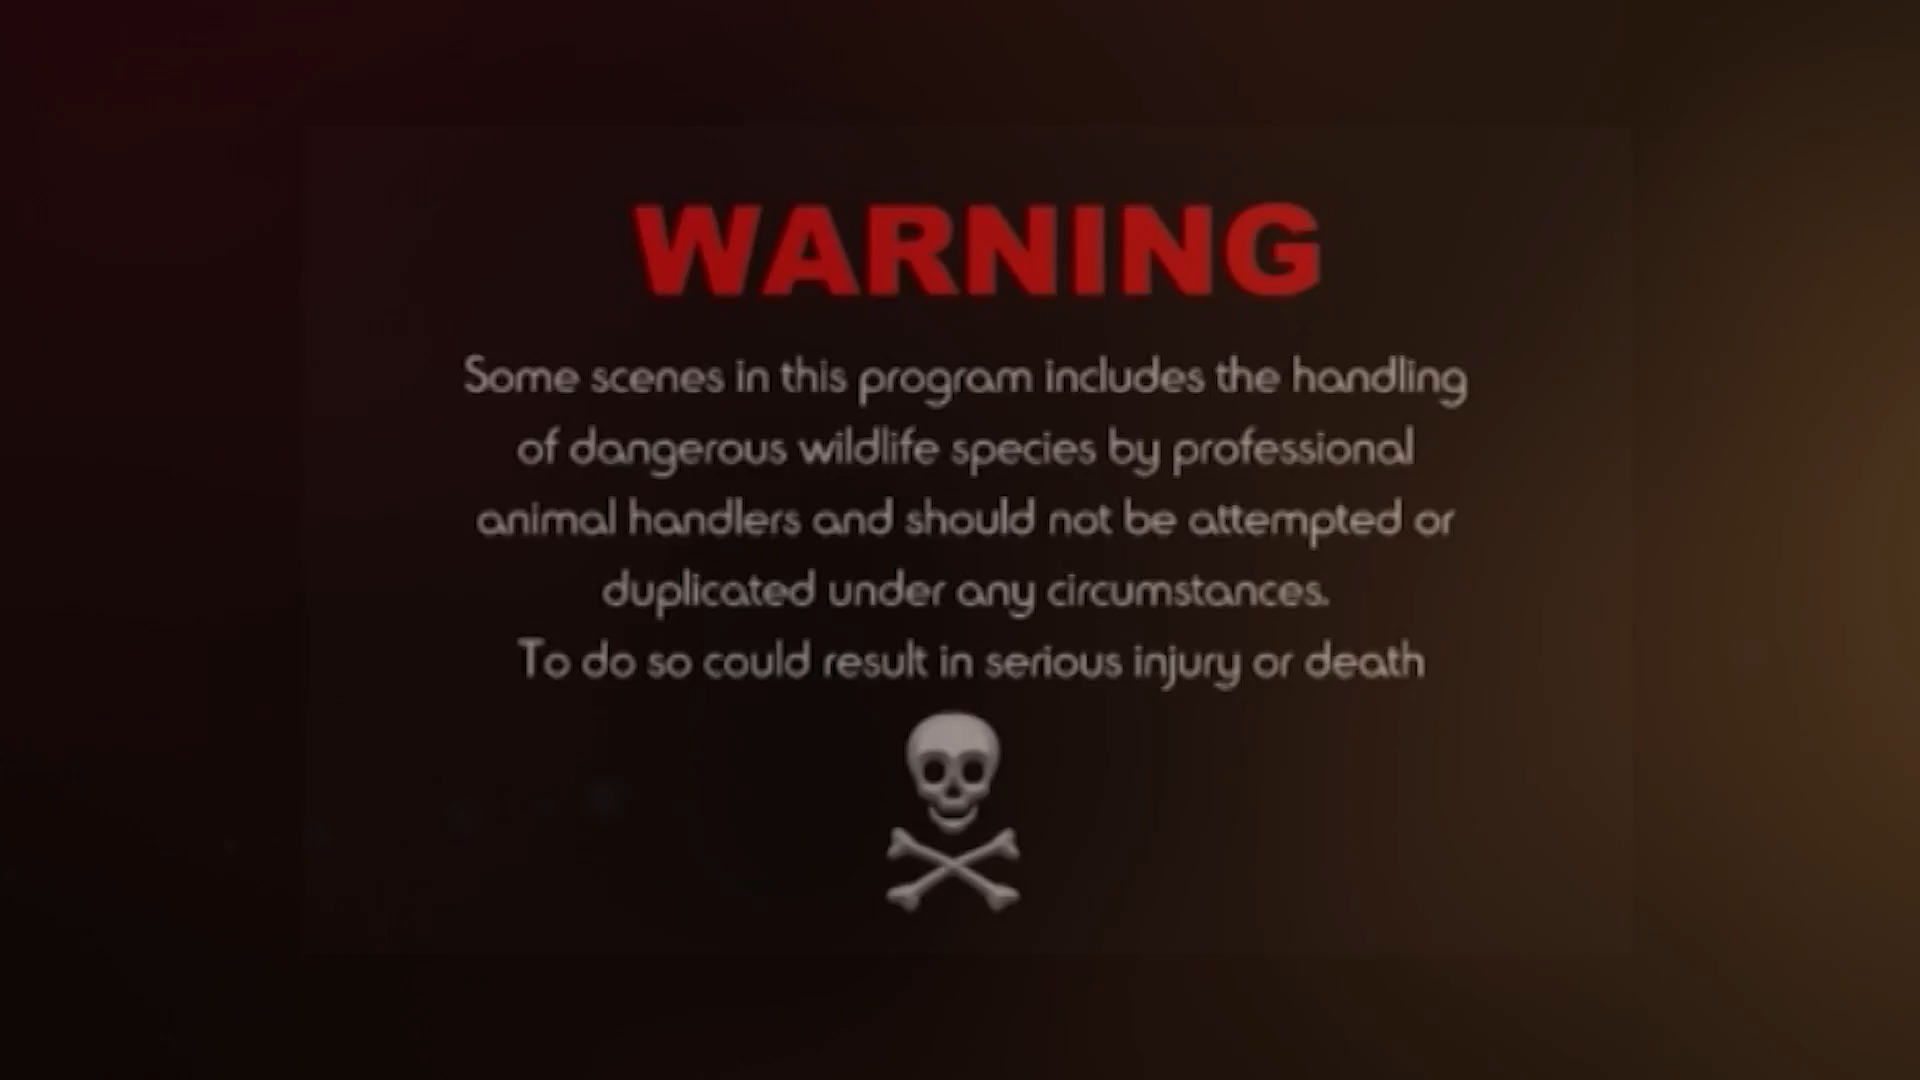 WARNING
Some scenes in this program includes the handling
of dangerous wildlife species by professional
animal handlers and should not be attempted or
duplicated under any circumstances.
To do so could result in serious injury or death